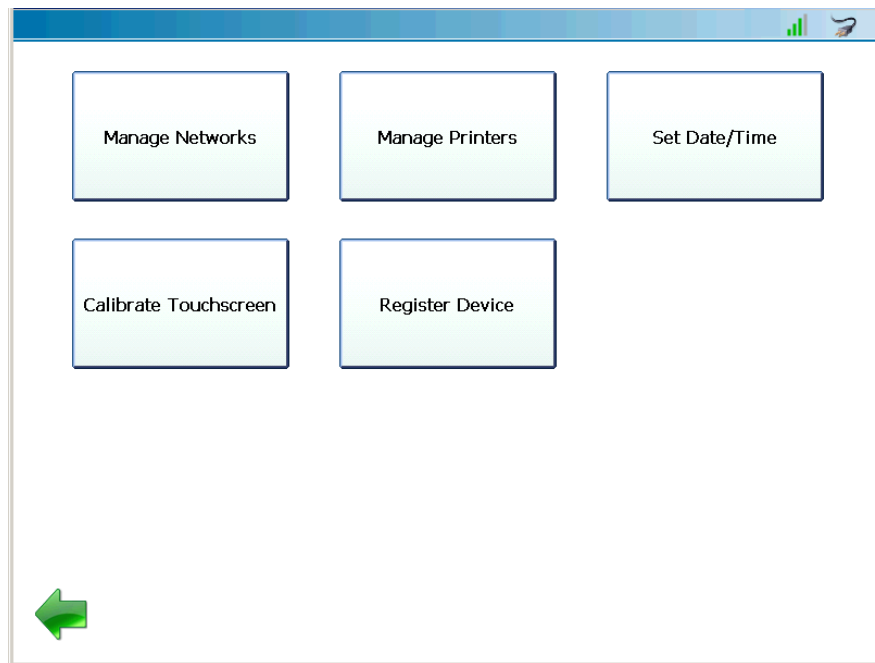 Manage Networks
Manage Printers
Set Date/Time
Calibrate Touchscreen
Register Device